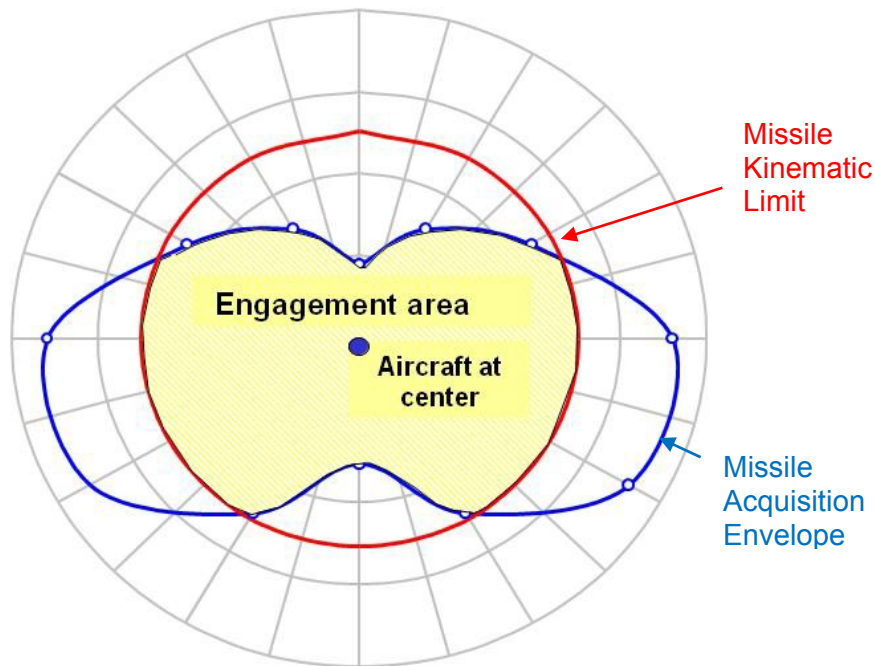 Missile
Kinematic
Limit
Engagement area
Aircraft at
center
Missile
Acquisition
Envelope